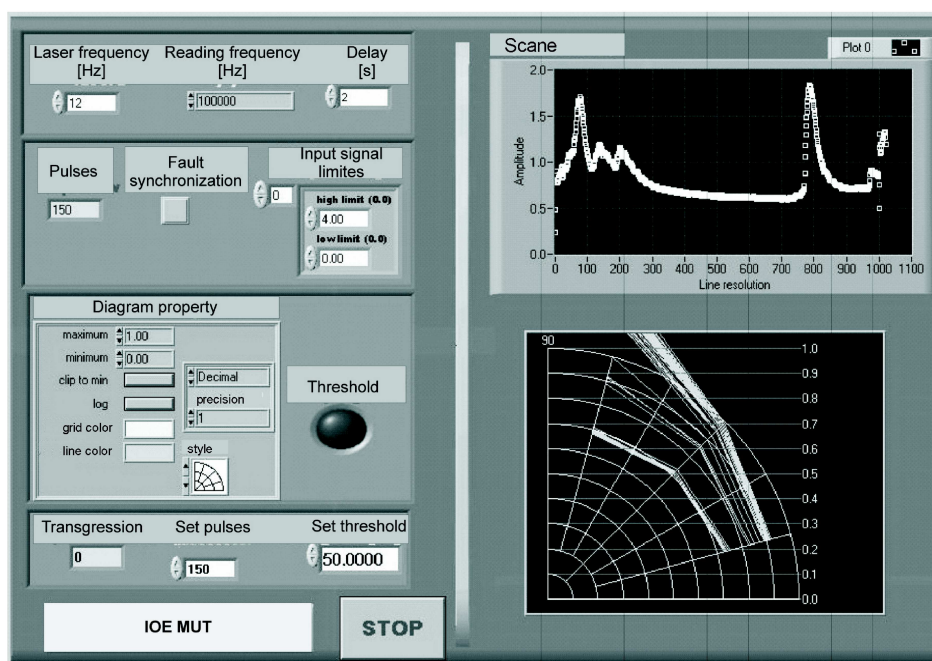 Laser frequency [Hz]
Reading frequency [Hz]
Delay [s]
12
100000
2
Pulses
Fault synchronization
Input signal limites
150
0
high limit (0.0)
4.00
low limit (0.0)
0.00
Diagram property
maximum 1.00
minimum 0.00
clip to min
log
grid color
line color
Decimal
precision
1
style
Threshold
Transgression
Set pulses
Set threshold
0
150
50.0000
IOE MUT
STOP
Scane
Plot 0
Amplitude
2.0
1.5
1.0
0.5
0.0
0 100 200 300 400 500 600 700 800 900 1000 1100
Line resolution
90
1.0
0.9
0.8
0.7
0.6
0.5
0.4
0.3
0.2
0.1
0.0